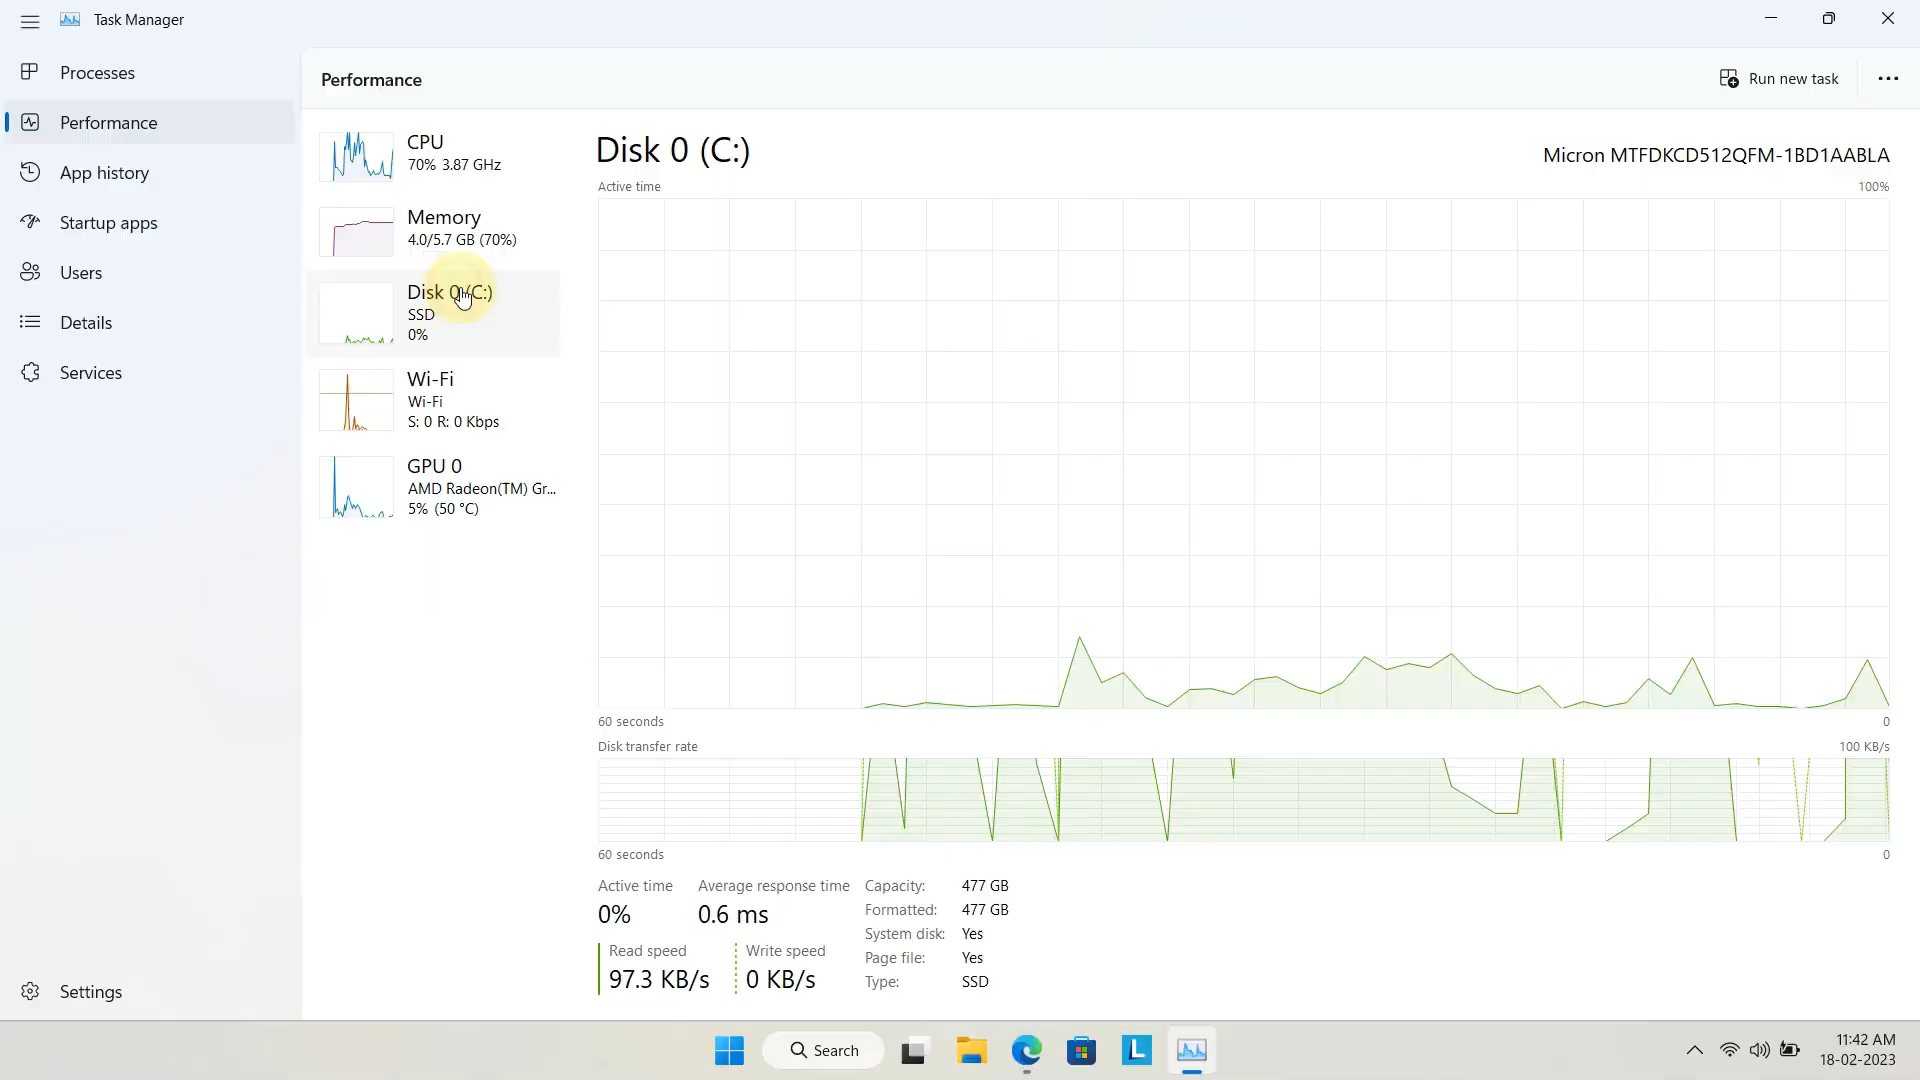 Task Manager
Processes
Performance
App history
Startup apps
Users
Details
Services
Settings
Performance
Run new task
CPU
70% 3.87 GHz
Memory
4.0/5.7 GB (70%)
Disk 0 (C:)
SSD
0%
Wi-Fi
Wi-Fi
S: 0 R: 0 Kbps
GPU 0
AMD Radeon(TM) Gr...
5% (50 °C)
Disk 0 (C:)
Micron MTFDKCD512QFM-1BD1AABLA
Active time
100%
60 seconds
0
Disk transfer rate
100 KB/s
60 seconds
0
Active time
0%
Average response time
0.6 ms
Read speed
97.3 KB/s
Write speed
0 KB/s
Capacity: 477 GB
Formatted: 477 GB
System disk: Yes
Page file: Yes
Type: SSD
Search
L
11:42 AM
18-02-2023